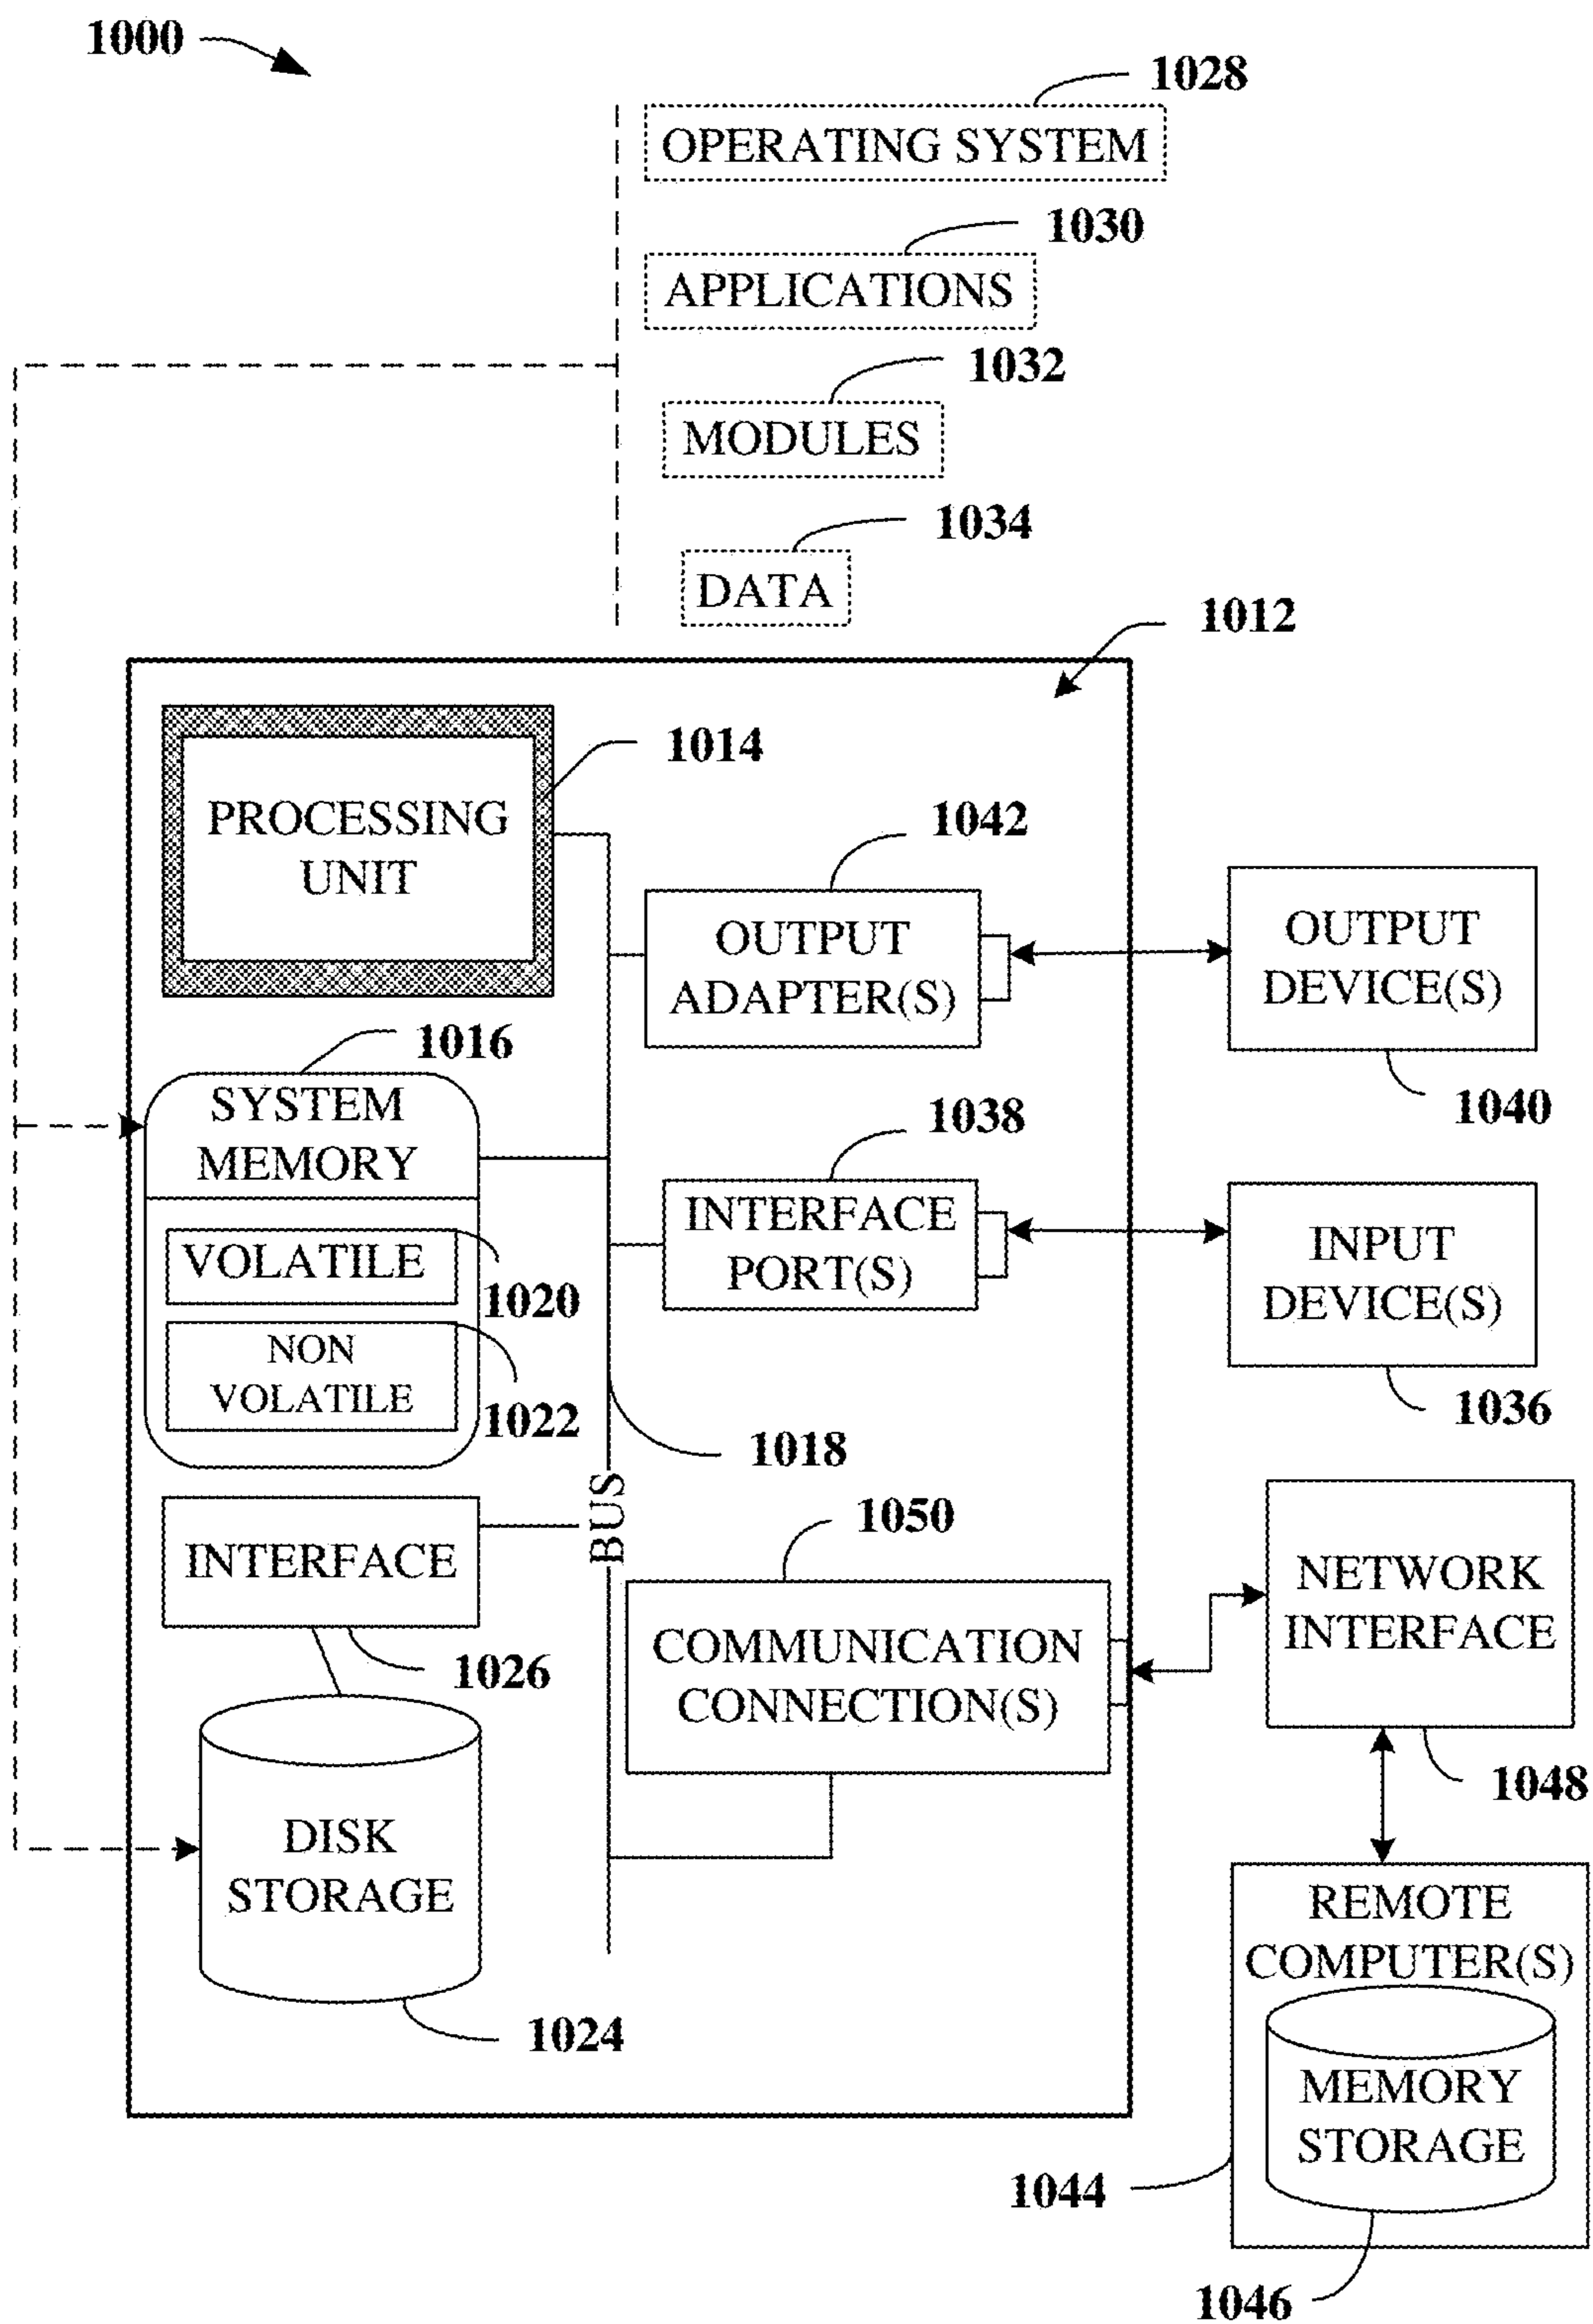 1000
1028
OPERATING SYSTEM
1030
APPLICATIONS
1032
MODULES
1034
DATA
1012
PROCESSING
UNIT
1014
1042
OUTPUT
ADAPTER(S)
OUTPUT
DEVICE(S)
1040
1016
SYSTEM
MEMORY
VOLATILE
1020
NON
VOLATILE
1022
1038
INTERFACE
PORT(S)
INPUT
DEVICE(S)
1036
1018
BUS
INTERFACE
1026
1050
COMMUNICATION
CONNECTION(S)
NETWORK
INTERFACE
1048
DISK
STORAGE
1024
REMOTE
COMPUTER(S)
MEMORY
STORAGE
1044
1046